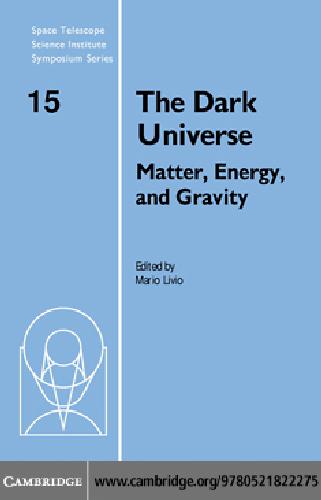 Space Telescope
Science Institute
Symposium Series
15
The Dark
Universe
Matter, Energy,
and Gravity
Edited by
Mario Livio
CAMBRIDGE
www.cambridge.org/9780521822275